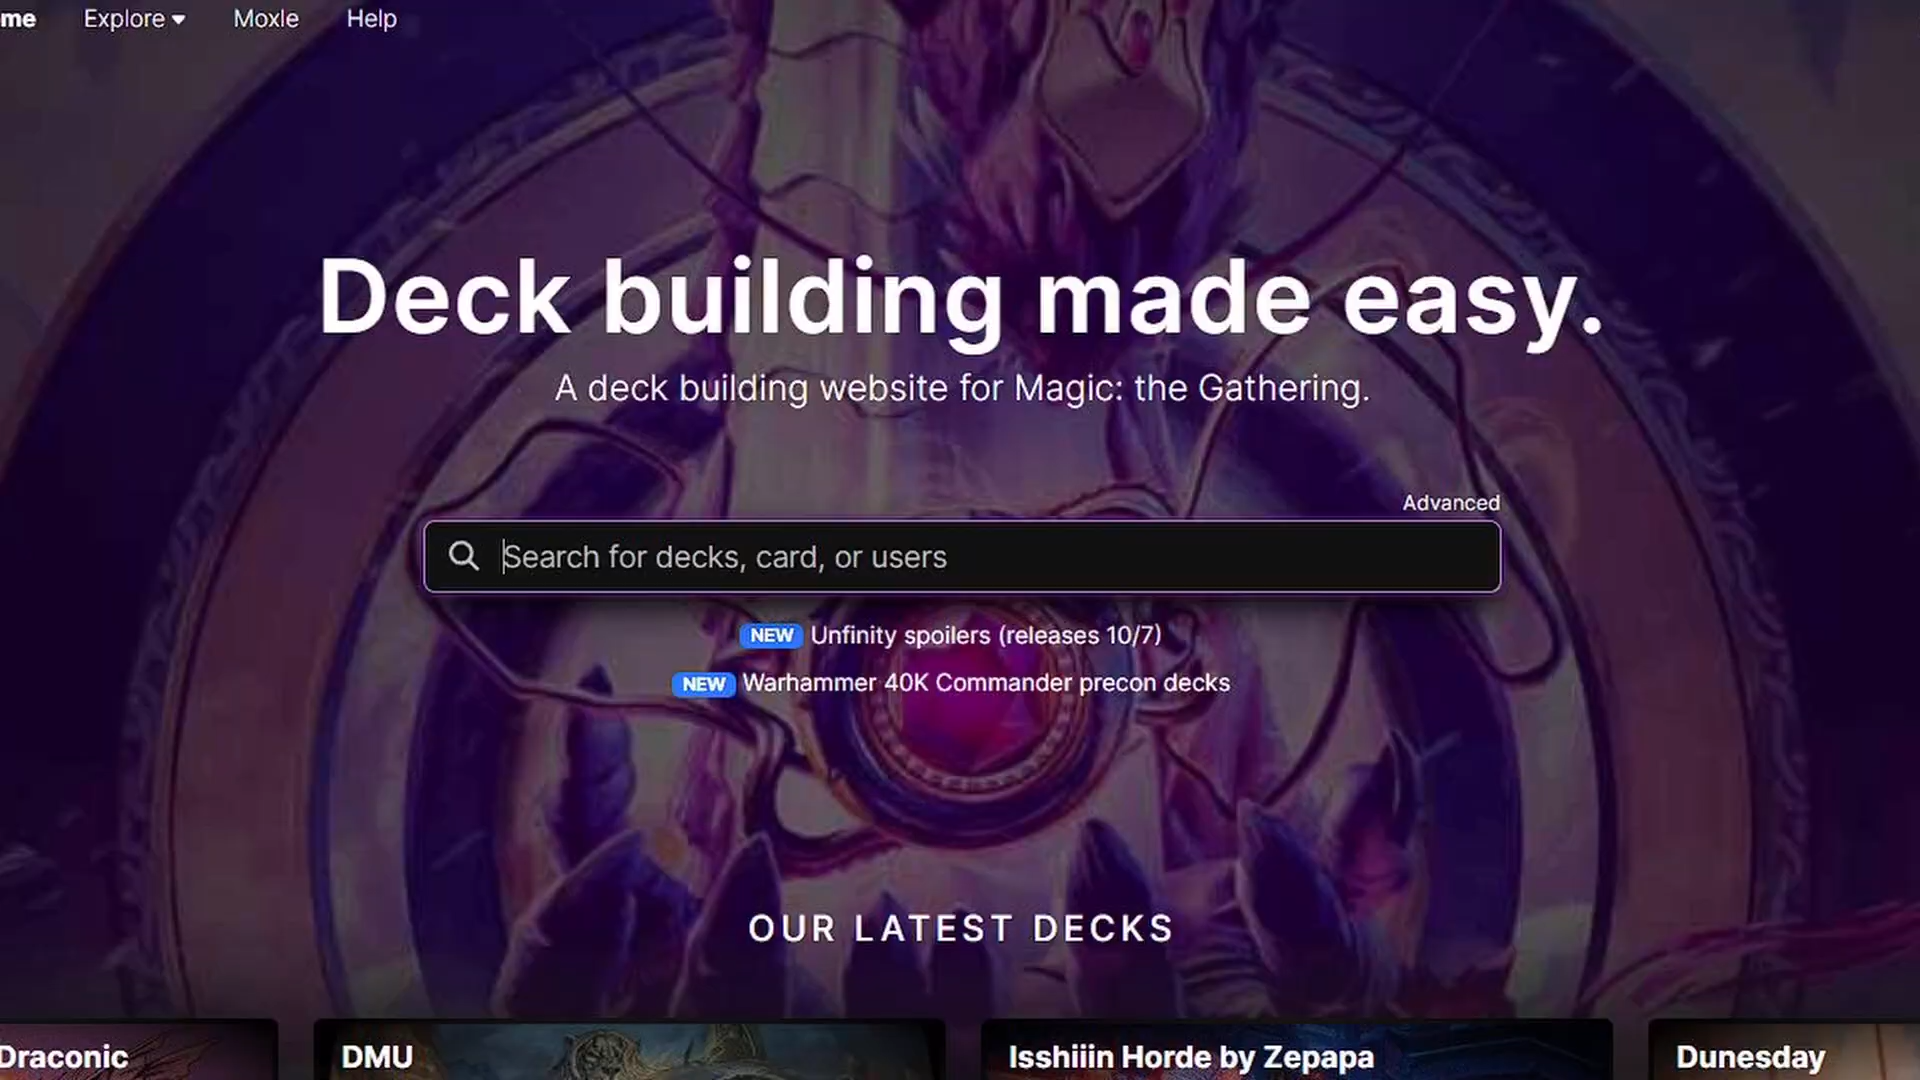 me Explore Moxle Help
Deck building made easy.
A deck building website for Magic: the Gathering.
Advanced
Search for decks, card, or users
NEW Unfinity spoilers (releases 10/7)
NEW Warhammer 40K Commander precon decks
OUR LATEST DECKS
Draconic DMU Isshiiin Horde by Zepapa Dunesday